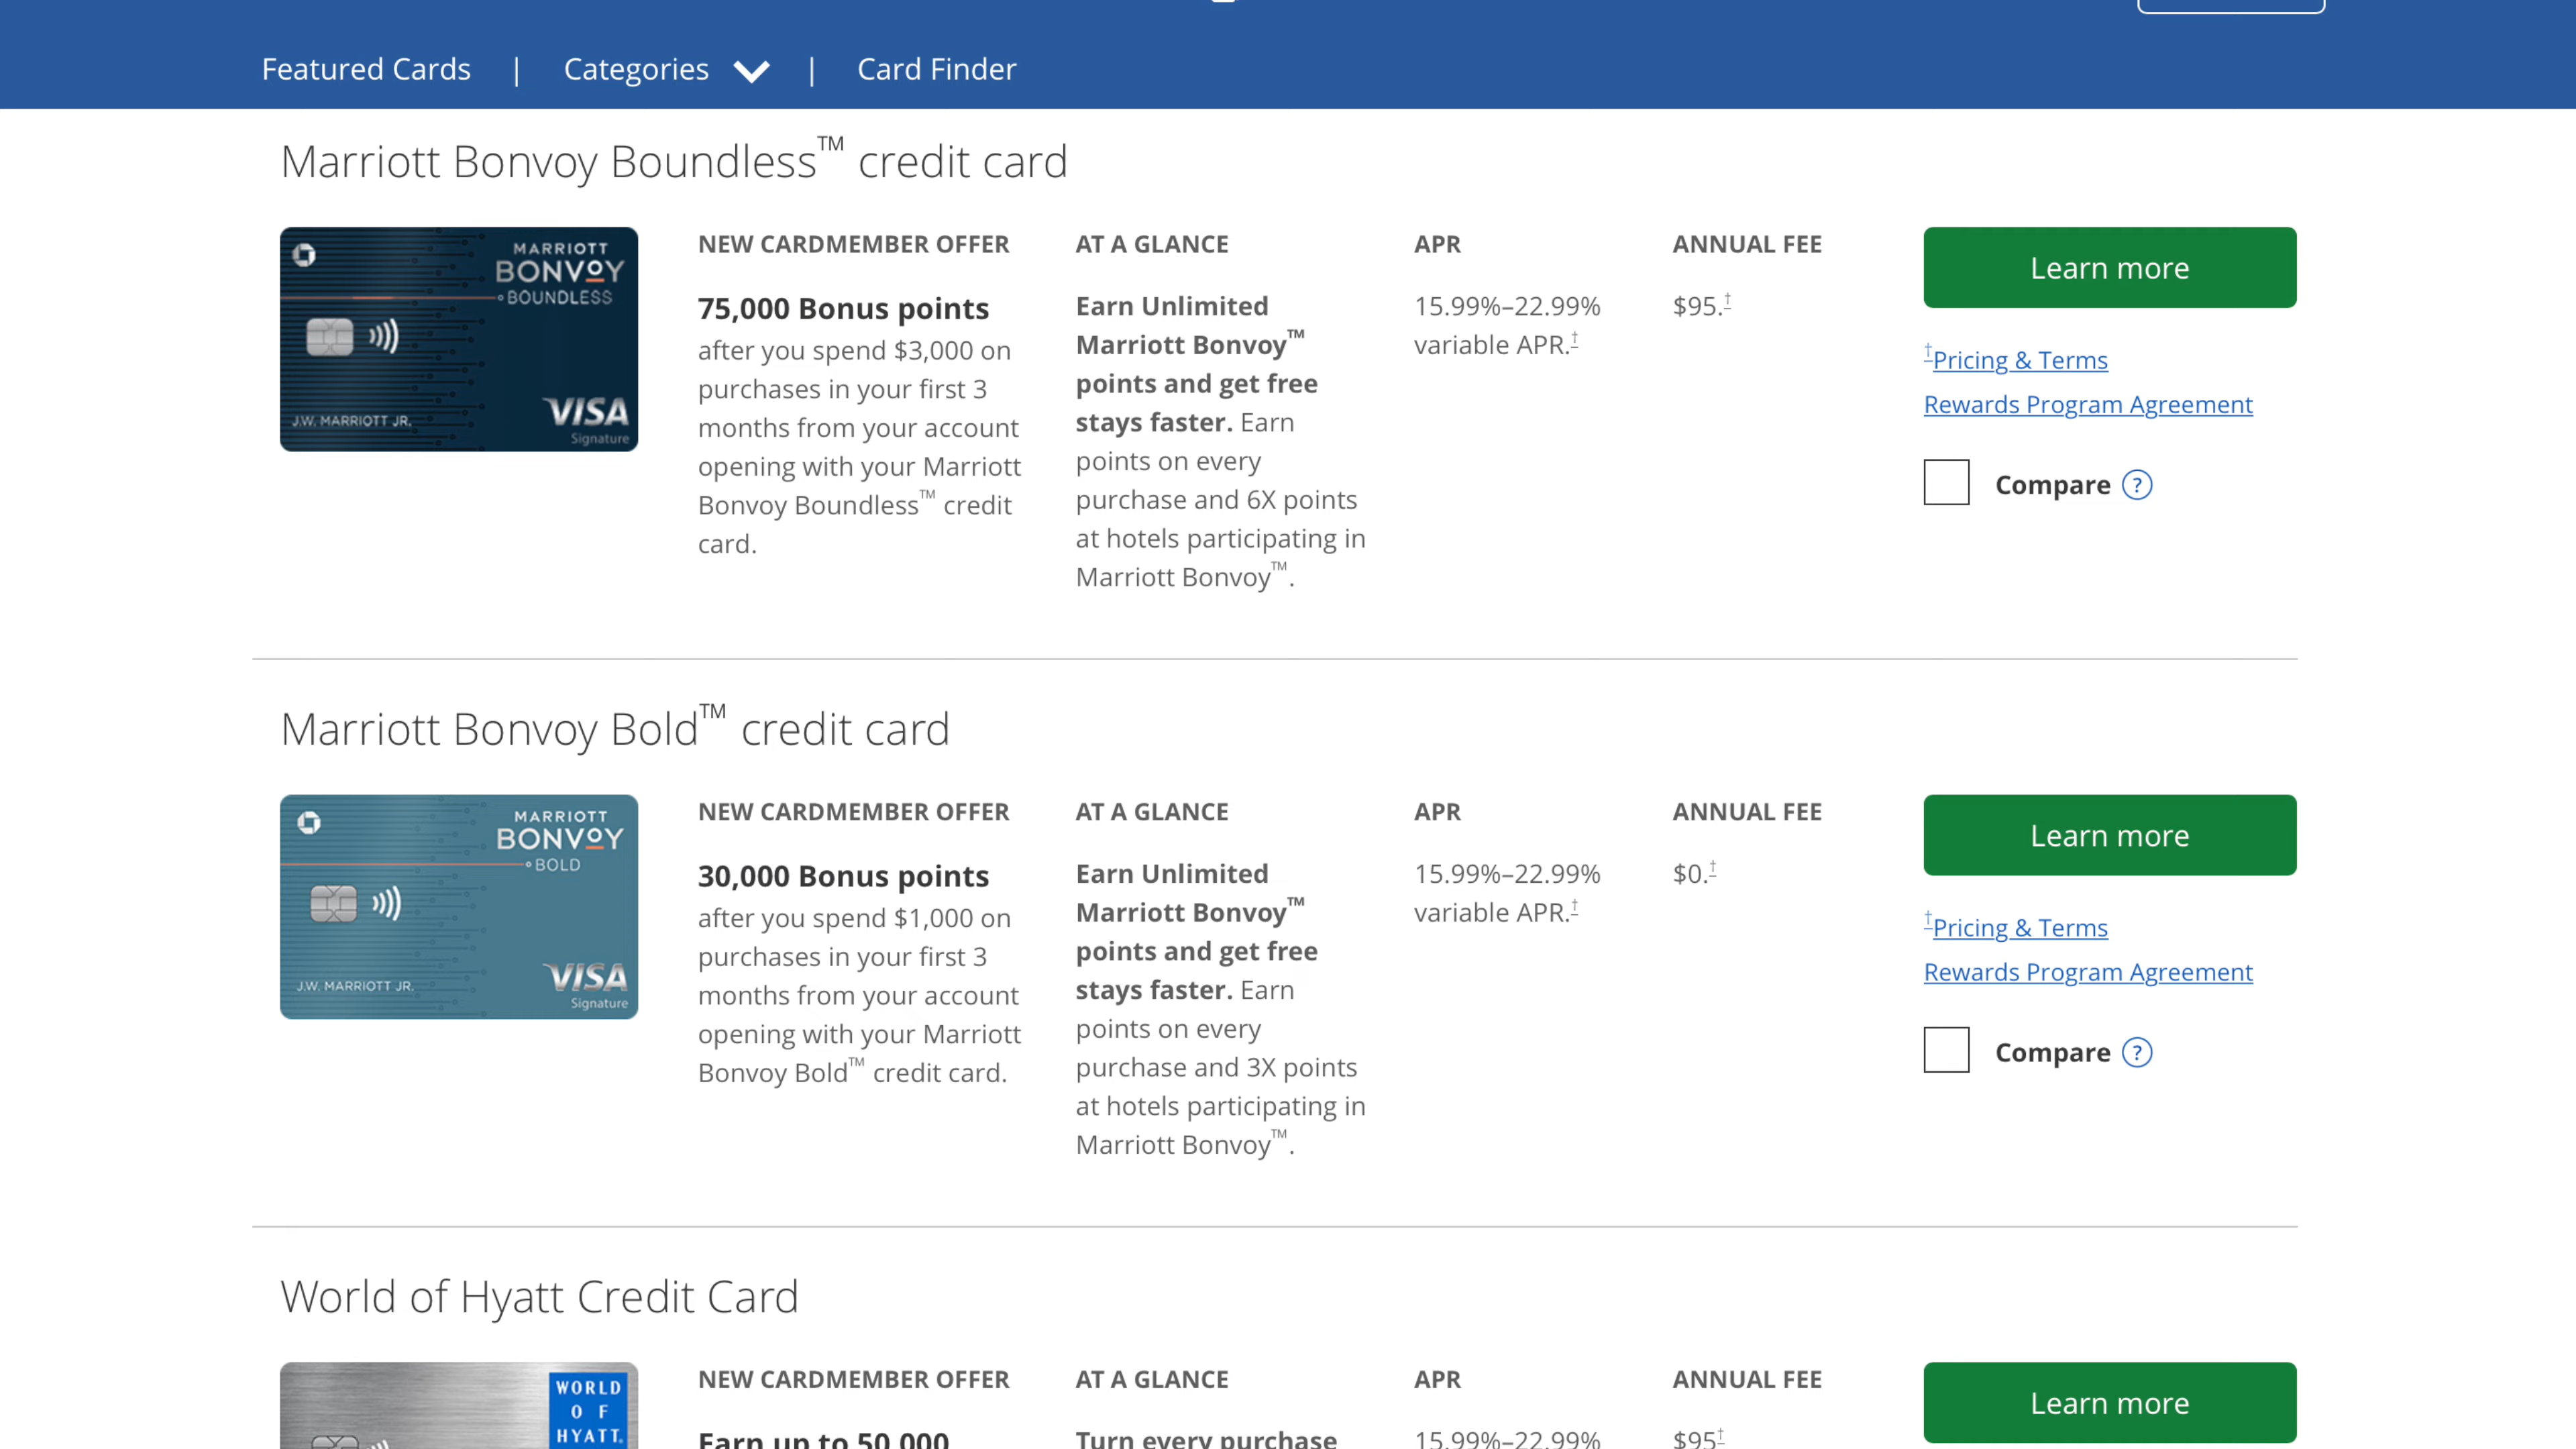 Featured Cards | Categories | Card Finder
Marriott Bonvoy Boundless™ credit card
MARRIOTT
BONVOY
BOUNDLESS
J.W. MARRIOTT JR.
VISA
Signature
NEW CARDMEMBER OFFER
75,000 Bonus points
after you spend $3,000 on
purchases in your first 3
months from your account
opening with your Marriott
Bonvoy Boundless™ credit
card.
AT A GLANCE
Earn Unlimited
Marriott Bonvoy™
points and get free
stays faster. Earn
points on every
purchase and 6X points
at hotels participating in
Marriott Bonvoy™.
APR
15.99%–22.99%
variable APR.†
ANNUAL FEE
$95.†
Learn more
†Pricing & Terms
Rewards Program Agreement
Compare ?
Marriott Bonvoy Bold™ credit card
MARRIOTT
BONVOY
BOLD
J.W. MARRIOTT JR.
VISA
Signature
NEW CARDMEMBER OFFER
30,000 Bonus points
after you spend $1,000 on
purchases in your first 3
months from your account
opening with your Marriott
Bonvoy Bold™ credit card.
AT A GLANCE
Earn Unlimited
Marriott Bonvoy™
points and get free
stays faster. Earn
points on every
purchase and 3X points
at hotels participating in
Marriott Bonvoy™.
APR
15.99%–22.99%
variable APR.†
ANNUAL FEE
$0.†
Learn more
†Pricing & Terms
Rewards Program Agreement
Compare ?
World of Hyatt Credit Card
WORLD
OF
HYATT.
NEW CARDMEMBER OFFER
Earn up to 50,000
AT A GLANCE
Turn every purchase
APR
15.99%–22.99%
ANNUAL FEE
$95†
Learn more